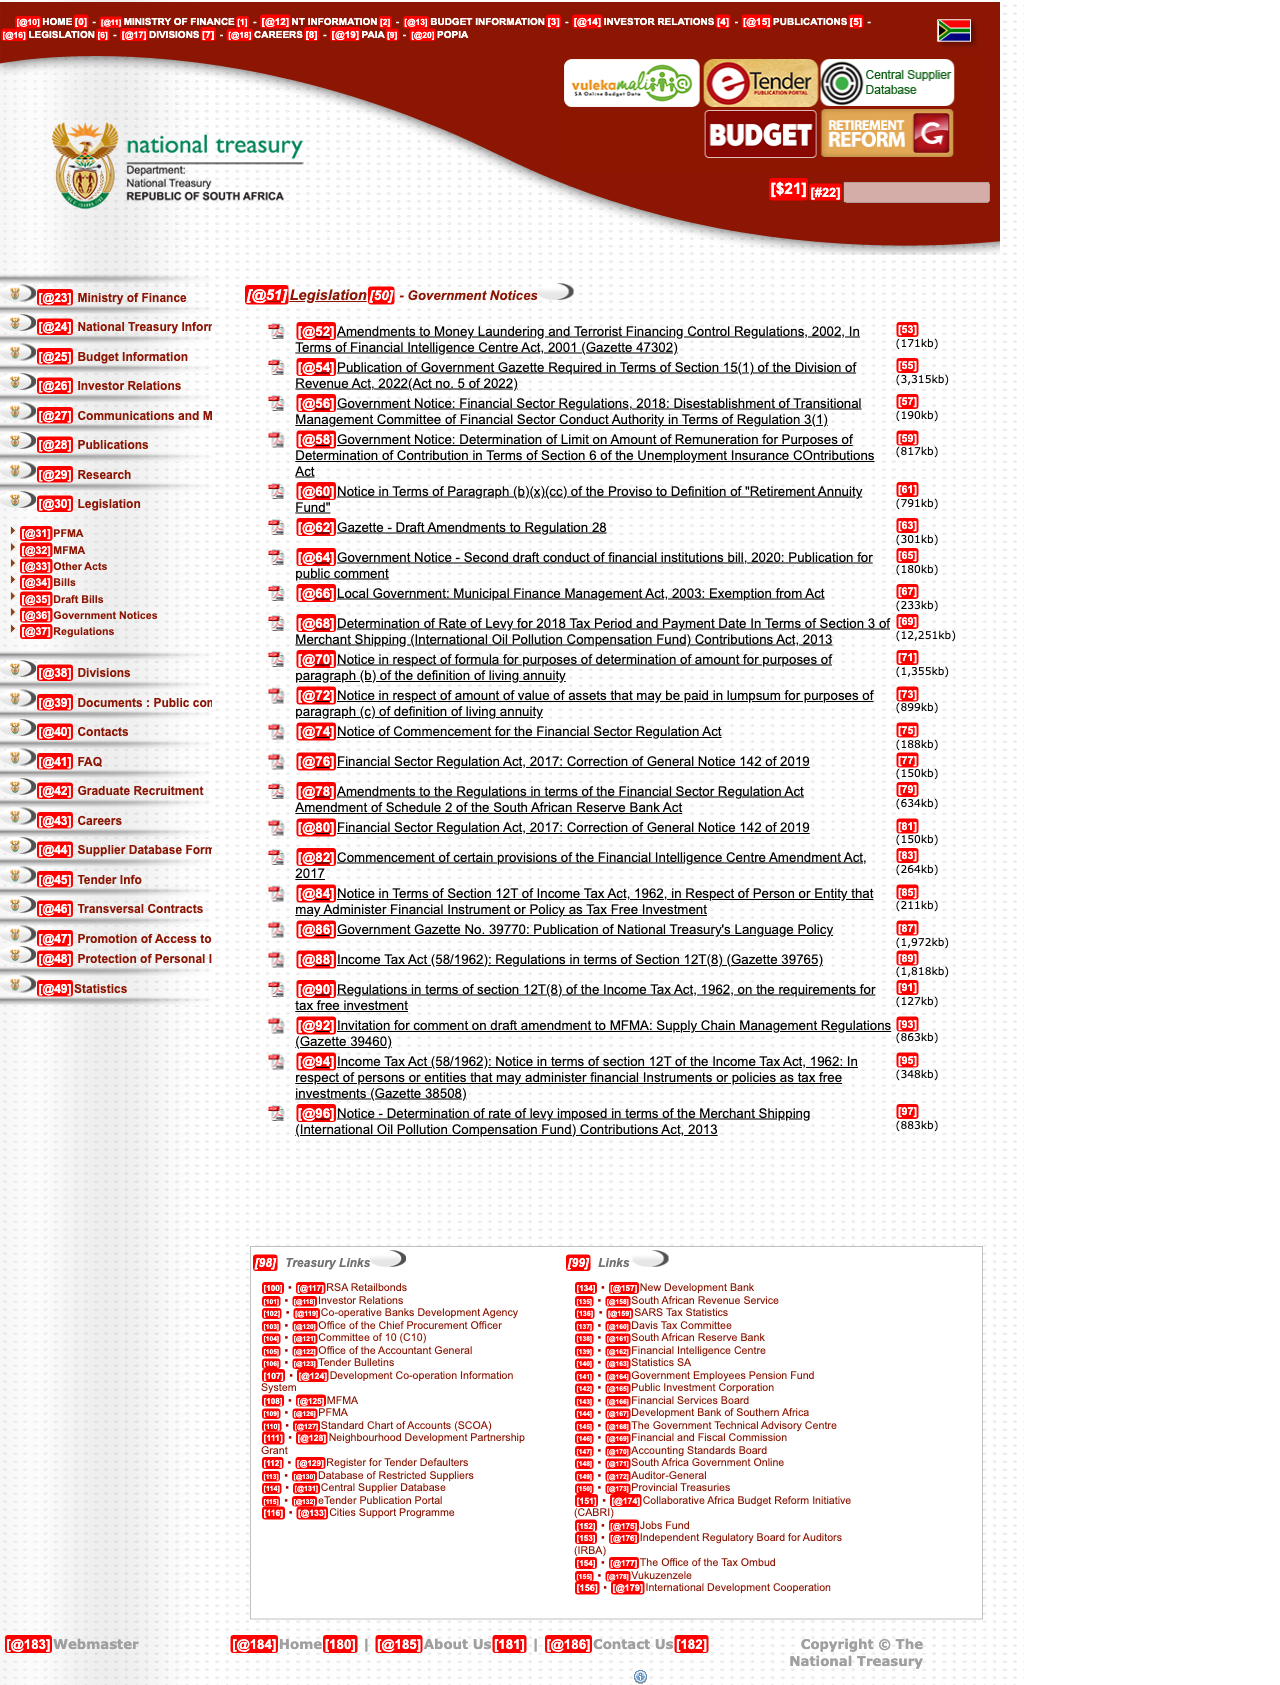 [@10] HOME [0] - [@11] MINISTRY OF FINANCE [1] - [@12] NT INFORMATION [2] - [@13] BUDGET INFORMATION [3] - [@14] INVESTOR RELATIONS [4] - [@15] PUBLICATIONS [5] -
[@16] LEGISLATION [6] - [@17] DIVISIONS [7] - [@18] CAREERS [8] - [@19] PAIA [9] - [@20] POPIA
vulekamali
SA Online Budget Data
eTender
PUBLICATION PORTAL
Central Supplier
Database
BUDGET
RETIREMENT
REFORM
national treasury
Department:
National Treasury
REPUBLIC OF SOUTH AFRICA
[$21] [#22]
[@23] Ministry of Finance
[@24] National Treasury Inforr
[@25] Budget Information
[@26] Investor Relations
[@27] Communications and M
[@28] Publications
[@29] Research
[@30] Legislation
[@31]PFMA
[@32]MFMA
[@33]Other Acts
[@34]Bills
[@35]Draft Bills
[@36]Government Notices
[@37]Regulations
[@38] Divisions
[@39] Documents : Public con
[@40] Contacts
[@41] FAQ
[@42] Graduate Recruitment
[@43] Careers
[@44] Supplier Database Form
[@45] Tender Info
[@46] Transversal Contracts
[@47] Promotion of Access to
[@48] Protection of Personal I
[@49]Statistics
[@51]Legislation[50] - Government Notices
[@52]Amendments to Money Laundering and Terrorist Financing Control Regulations, 2002, In [53]
Terms of Financial Intelligence Centre Act, 2001 (Gazette 47302) (171kb)
[@54]Publication of Government Gazette Required in Terms of Section 15(1) of the Division of [55]
Revenue Act, 2022(Act no. 5 of 2022) (3,315kb)
[@56]Government Notice: Financial Sector Regulations, 2018: Disestablishment of Transitional [57]
Management Committee of Financial Sector Conduct Authority in Terms of Regulation 3(1) (190kb)
[@58]Government Notice: Determination of Limit on Amount of Remuneration for Purposes of [59]
Determination of Contribution in Terms of Section 6 of the Unemployment Insurance COntributions (817kb)
Act
[@60]Notice in Terms of Paragraph (b)(x)(cc) of the Proviso to Definition of "Retirement Annuity [61]
Fund" (791kb)
[@62]Gazette - Draft Amendments to Regulation 28 [63]
(301kb)
[@64]Government Notice - Second draft conduct of financial institutions bill, 2020: Publication for [65]
public comment (180kb)
[@66]Local Government: Municipal Finance Management Act, 2003: Exemption from Act [67]
(233kb)
[@68]Determination of Rate of Levy for 2018 Tax Period and Payment Date In Terms of Section 3 of [69]
Merchant Shipping (International Oil Pollution Compensation Fund) Contributions Act, 2013 (12,251kb)
[@70]Notice in respect of formula for purposes of determination of amount for purposes of [71]
paragraph (b) of the definition of living annuity (1,355kb)
[@72]Notice in respect of amount of value of assets that may be paid in lumpsum for purposes of [73]
paragraph (c) of definition of living annuity (899kb)
[@74]Notice of Commencement for the Financial Sector Regulation Act [75]
(188kb)
[@76]Financial Sector Regulation Act, 2017: Correction of General Notice 142 of 2019 [77]
(150kb)
[@78]Amendments to the Regulations in terms of the Financial Sector Regulation Act [79]
Amendment of Schedule 2 of the South African Reserve Bank Act (634kb)
[@80]Financial Sector Regulation Act, 2017: Correction of General Notice 142 of 2019 [81]
(150kb)
[@82]Commencement of certain provisions of the Financial Intelligence Centre Amendment Act, [83]
2017 (264kb)
[@84]Notice in Terms of Section 12T of Income Tax Act, 1962, in Respect of Person or Entity that [85]
may Administer Financial Instrument or Policy as Tax Free Investment (211kb)
[@86]Government Gazette No. 39770: Publication of National Treasury's Language Policy [87]
(1,972kb)
[@88]Income Tax Act (58/1962): Regulations in terms of Section 12T(8) (Gazette 39765) [89]
(1,818kb)
[@90]Regulations in terms of section 12T(8) of the Income Tax Act, 1962, on the requirements for [91]
tax free investment (127kb)
[@92]Invitation for comment on draft amendment to MFMA: Supply Chain Management Regulations [93]
(Gazette 39460) (863kb)
[@94]Income Tax Act (58/1962): Notice in terms of section 12T of the Income Tax Act, 1962: In [95]
respect of persons or entities that may administer financial Instruments or policies as tax free (348kb)
investments (Gazette 38508)
[@96]Notice - Determination of rate of levy imposed in terms of the Merchant Shipping [97]
(International Oil Pollution Compensation Fund) Contributions Act, 2013 (883kb)
[98] Treasury Links
[100] • [@117]RSA Retailbonds
[101] • [@118]Investor Relations
[102] • [@119]Co-operative Banks Development Agency
[103] • [@120]Office of the Chief Procurement Officer
[104] • [@121]Committee of 10 (C10)
[105] • [@122]Office of the Accountant General
[106] • [@123]Tender Bulletins
[107] • [@124]Development Co-operation Information
System
[108] • [@125]MFMA
[109] • [@126]PFMA
[110] • [@127]Standard Chart of Accounts (SCOA)
[111] • [@128]Neighbourhood Development Partnership
Grant
[112] • [@129]Register for Tender Defaulters
[113] • [@130]Database of Restricted Suppliers
[114] • [@131]Central Supplier Database
[115] • [@132]eTender Publication Portal
[116] • [@133]Cities Support Programme
[99] Links
[134] • [@157]New Development Bank
[135] • [@158]South African Revenue Service
[136] • [@159]SARS Tax Statistics
[137] • [@160]Davis Tax Committee
[138] • [@161]South African Reserve Bank
[139] • [@162]Financial Intelligence Centre
[140] • [@163]Statistics SA
[141] • [@164]Government Employees Pension Fund
[142] • [@165]Public Investment Corporation
[143] • [@166]Financial Services Board
[144] • [@167]Development Bank of Southern Africa
[145] • [@168]The Government Technical Advisory Centre
[146] • [@169]Financial and Fiscal Commission
[147] • [@170]Accounting Standards Board
[148] • [@171]South Africa Government Online
[149] • [@172]Auditor-General
[150] • [@173]Provincial Treasuries
[151] • [@174]Collaborative Africa Budget Reform Initiative
(CABRI)
[152] • [@175]Jobs Fund
[153] • [@176]Independent Regulatory Board for Auditors
(IRBA)
[154] • [@177]The Office of the Tax Ombud
[155] • [@178]Vukuzenzele
[156] • [@179]International Development Cooperation
[@183]Webmaster [@184]Home[180] | [@185]About Us[181] | [@186]Contact Us[182] Copyright © The
National Treasury